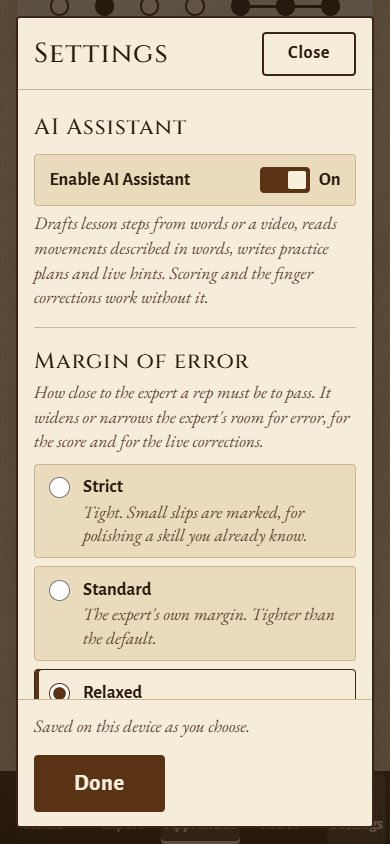 Settings
Close
AI Assistant
Enable AI Assistant
On
Drafts lesson steps from words or a video, reads
movements described in words, writes practice
plans and live hints. Scoring and the finger
corrections work without it.
Margin of error
How close to the expert a rep must be to pass. It
widens or narrows the expert's room for error, for
the score and for the live corrections.
Strict
Tight. Small slips are marked, for
polishing a skill you already know.
Standard
The expert's own margin. Tighter than
the default.
Relaxed
Saved on this device as you choose.
Done